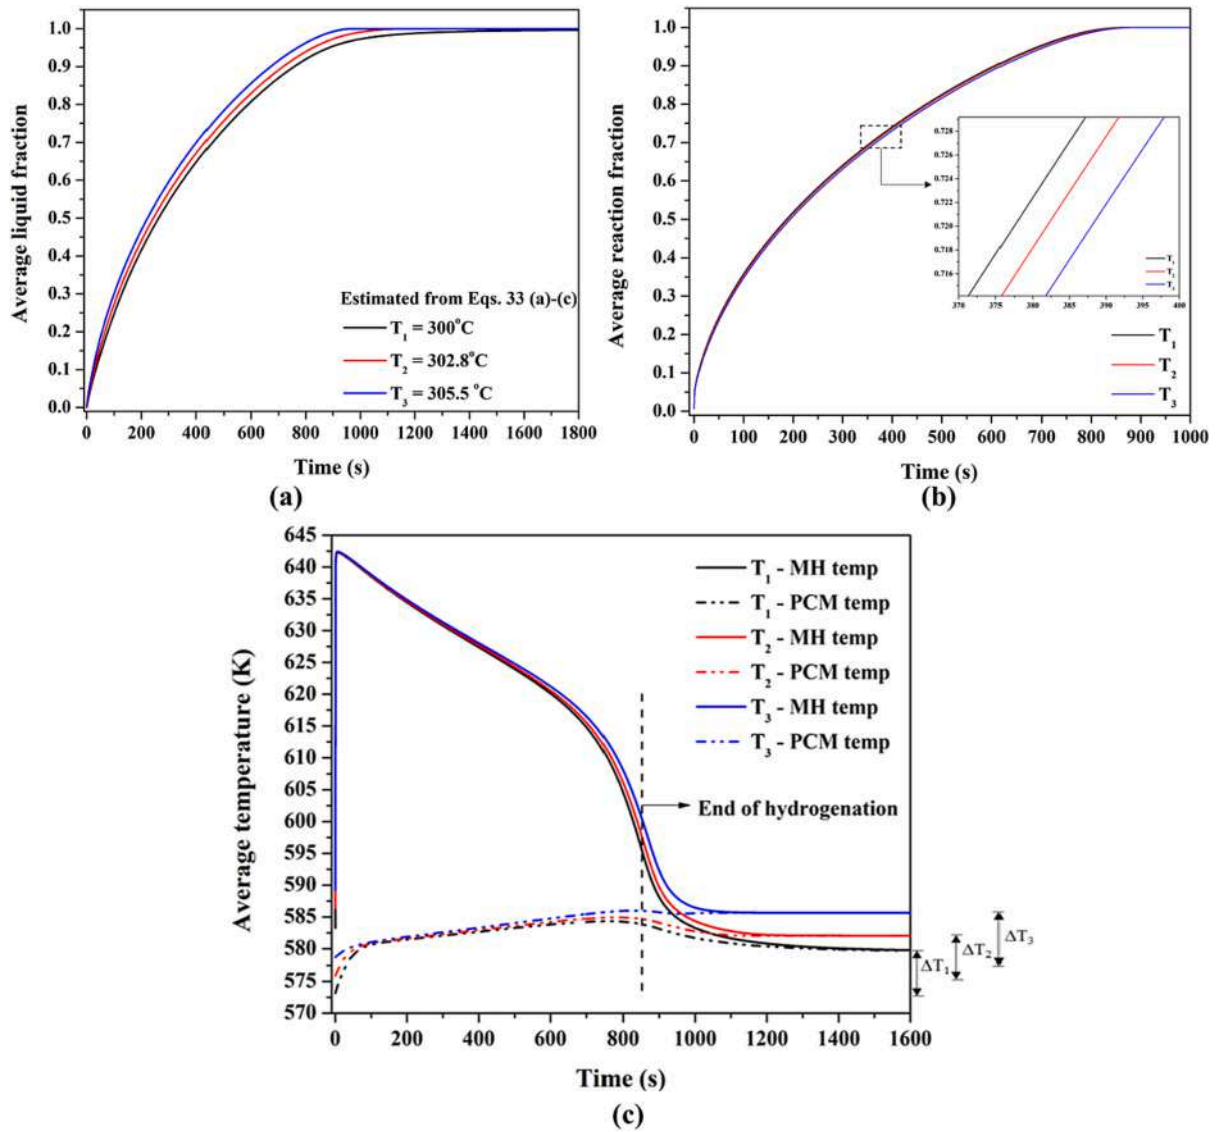 Average liquid fraction
1.0
0.9
0.8
0.7
0.6
0.5
0.4
0.3
0.2
0.1
0.0
0 200 400 600 800 1000 1200 1400 1600 1800
Estimated from Eqs. 33 (a)-(c)
T1 = 300°C
T2 = 302.8°C
T3 = 305.5 °C
Time (s)
(a)
Average reaction fraction
1.0
0.9
0.8
0.7
0.6
0.5
0.4
0.3
0.2
0.1
0.0
0 100 200 300 400 500 600 700 800 900 1000
0.728
0.724
0.722
0.720
0.718
0.716
370 375 380 385 390 395 400
T1
T2
T3
T1
T2
T3
Time (s)
(b)
Average temperature (K)
645
640
635
630
625
620
615
610
605
600
595
590
585
580
575
570
0 200 400 600 800 1000 1200 1400 1600
T1 - MH temp
T1 - PCM temp
T2 - MH temp
T2 - PCM temp
T3 - MH temp
T3 - PCM temp
End of hydrogenation
ΔT1
ΔT2
ΔT3
Time (s)
(c)